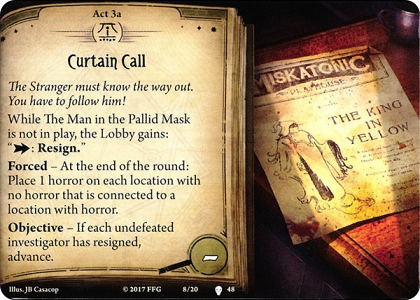 Act 3a
Curtain Call
The Stranger must know the way out.
You have to follow him!
While The Man in the Pallid Mask
is not in play, the Lobby gains:
“➧: Resign.”
Forced – At the end of the round:
Place 1 horror on each location with
no horror that is connected to a
location with horror.
Objective – If each undefeated
investigator has resigned,
advance.
–
Illus. JB Casacop
© 2017 FFG
8/20
48
MISKATONIC
PLAYHOUSE
THE KING
IN
YELLOW